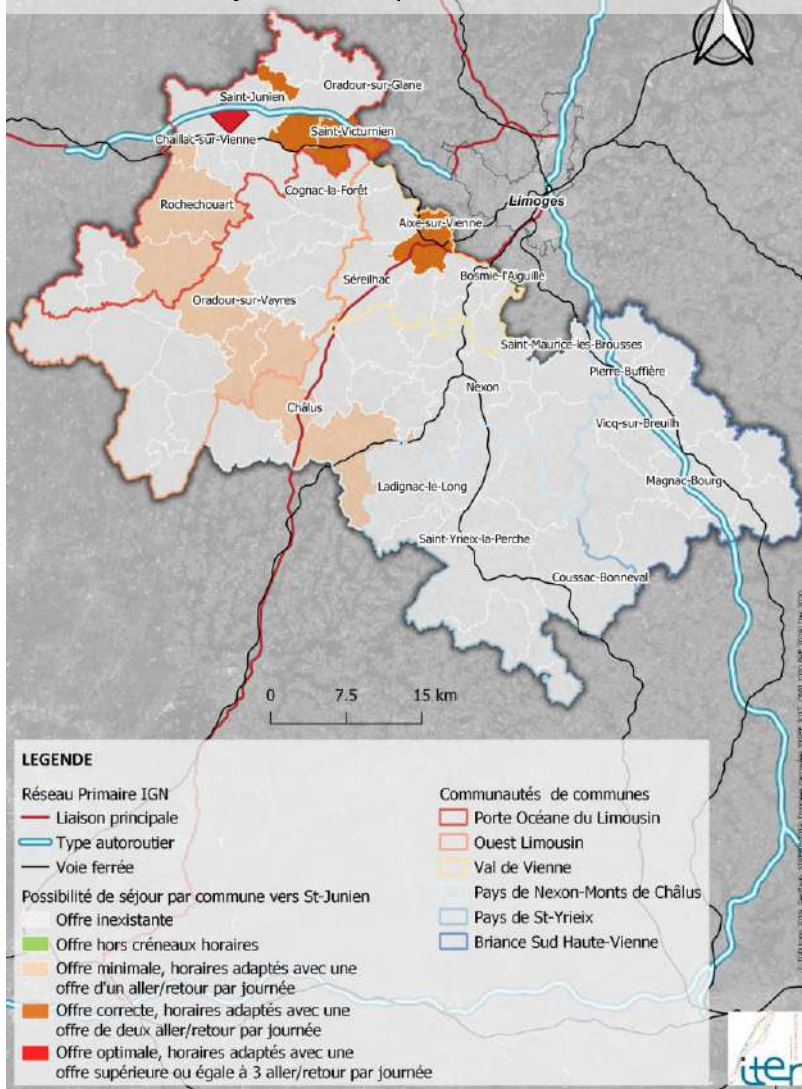 Oradour-sur-Glane
Saint-Junien
Saint-Victurnien
Chaillac-sur-Vienne
Cognac-la-Forêt
Rochechouart
Limoges
Aixe-sur-Vienne
Séreilhac
Bosmie-l'Aiguille
Oradour-sur-Vayres
Saint-Maurice-les-Brousses
Pierre-Buffière
Nexon
Châlus
Vicq-sur-Breuilh
Magnac-Bourg
Ladignac-le-Long
Saint-Yrieix-la-Perche
Coussac-Bonneval
0 7.5 15 km
LEGENDE
Réseau Primaire IGN
Liaison principale
Type autoroutier
Voie ferrée
Possibilité de séjour par commune vers St-Junien
Offre inexistante
Offre hors créneaux horaires
Offre minimale, horaires adaptés avec une
offre d'un aller/retour par journée
Offre correcte, horaires adaptés avec une
offre de deux aller/retour par journée
Offre optimale, horaires adaptés avec une
offre supérieure ou égale à 3 aller/retour par journée
Communautés de communes
Porte Océane du Limousin
Ouest Limousin
Val de Vienne
Pays de Nexon-Monts de Châlus
Pays de St-Yrieix
Briance Sud Haute-Vienne
iter